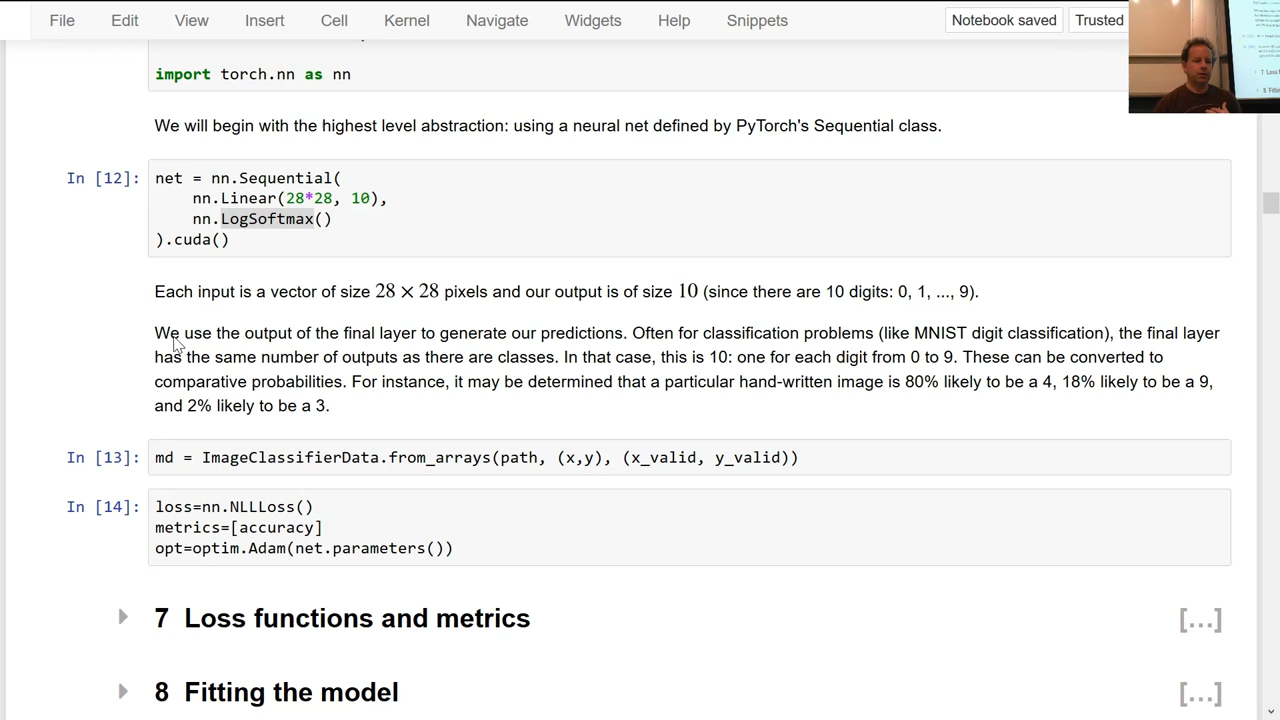 File Edit View Insert Cell Kernel Navigate Widgets Help Snippets Notebook saved Trusted
import torch.nn as nn
We will begin with the highest level abstraction: using a neural net defined by PyTorch's Sequential class.
In [12]: net = nn.Sequential(
nn.Linear(28*28, 10),
nn.LogSoftmax()
).cuda()
Each input is a vector of size 28 × 28 pixels and our output is of size 10 (since there are 10 digits: 0, 1, ..., 9).
We use the output of the final layer to generate our predictions. Often for classification problems (like MNIST digit classification), the final layer
has the same number of outputs as there are classes. In that case, this is 10: one for each digit from 0 to 9. These can be converted to
comparative probabilities. For instance, it may be determined that a particular hand-written image is 80% likely to be a 4, 18% likely to be a 9,
and 2% likely to be a 3.
In [13]: md = ImageClassifierData.from_arrays(path, (x,y), (x_valid, y_valid))
In [14]: loss=nn.NLLLoss()
metrics=[accuracy]
opt=optim.Adam(net.parameters())
7 Loss functions and metrics [...]
8 Fitting the model [...]